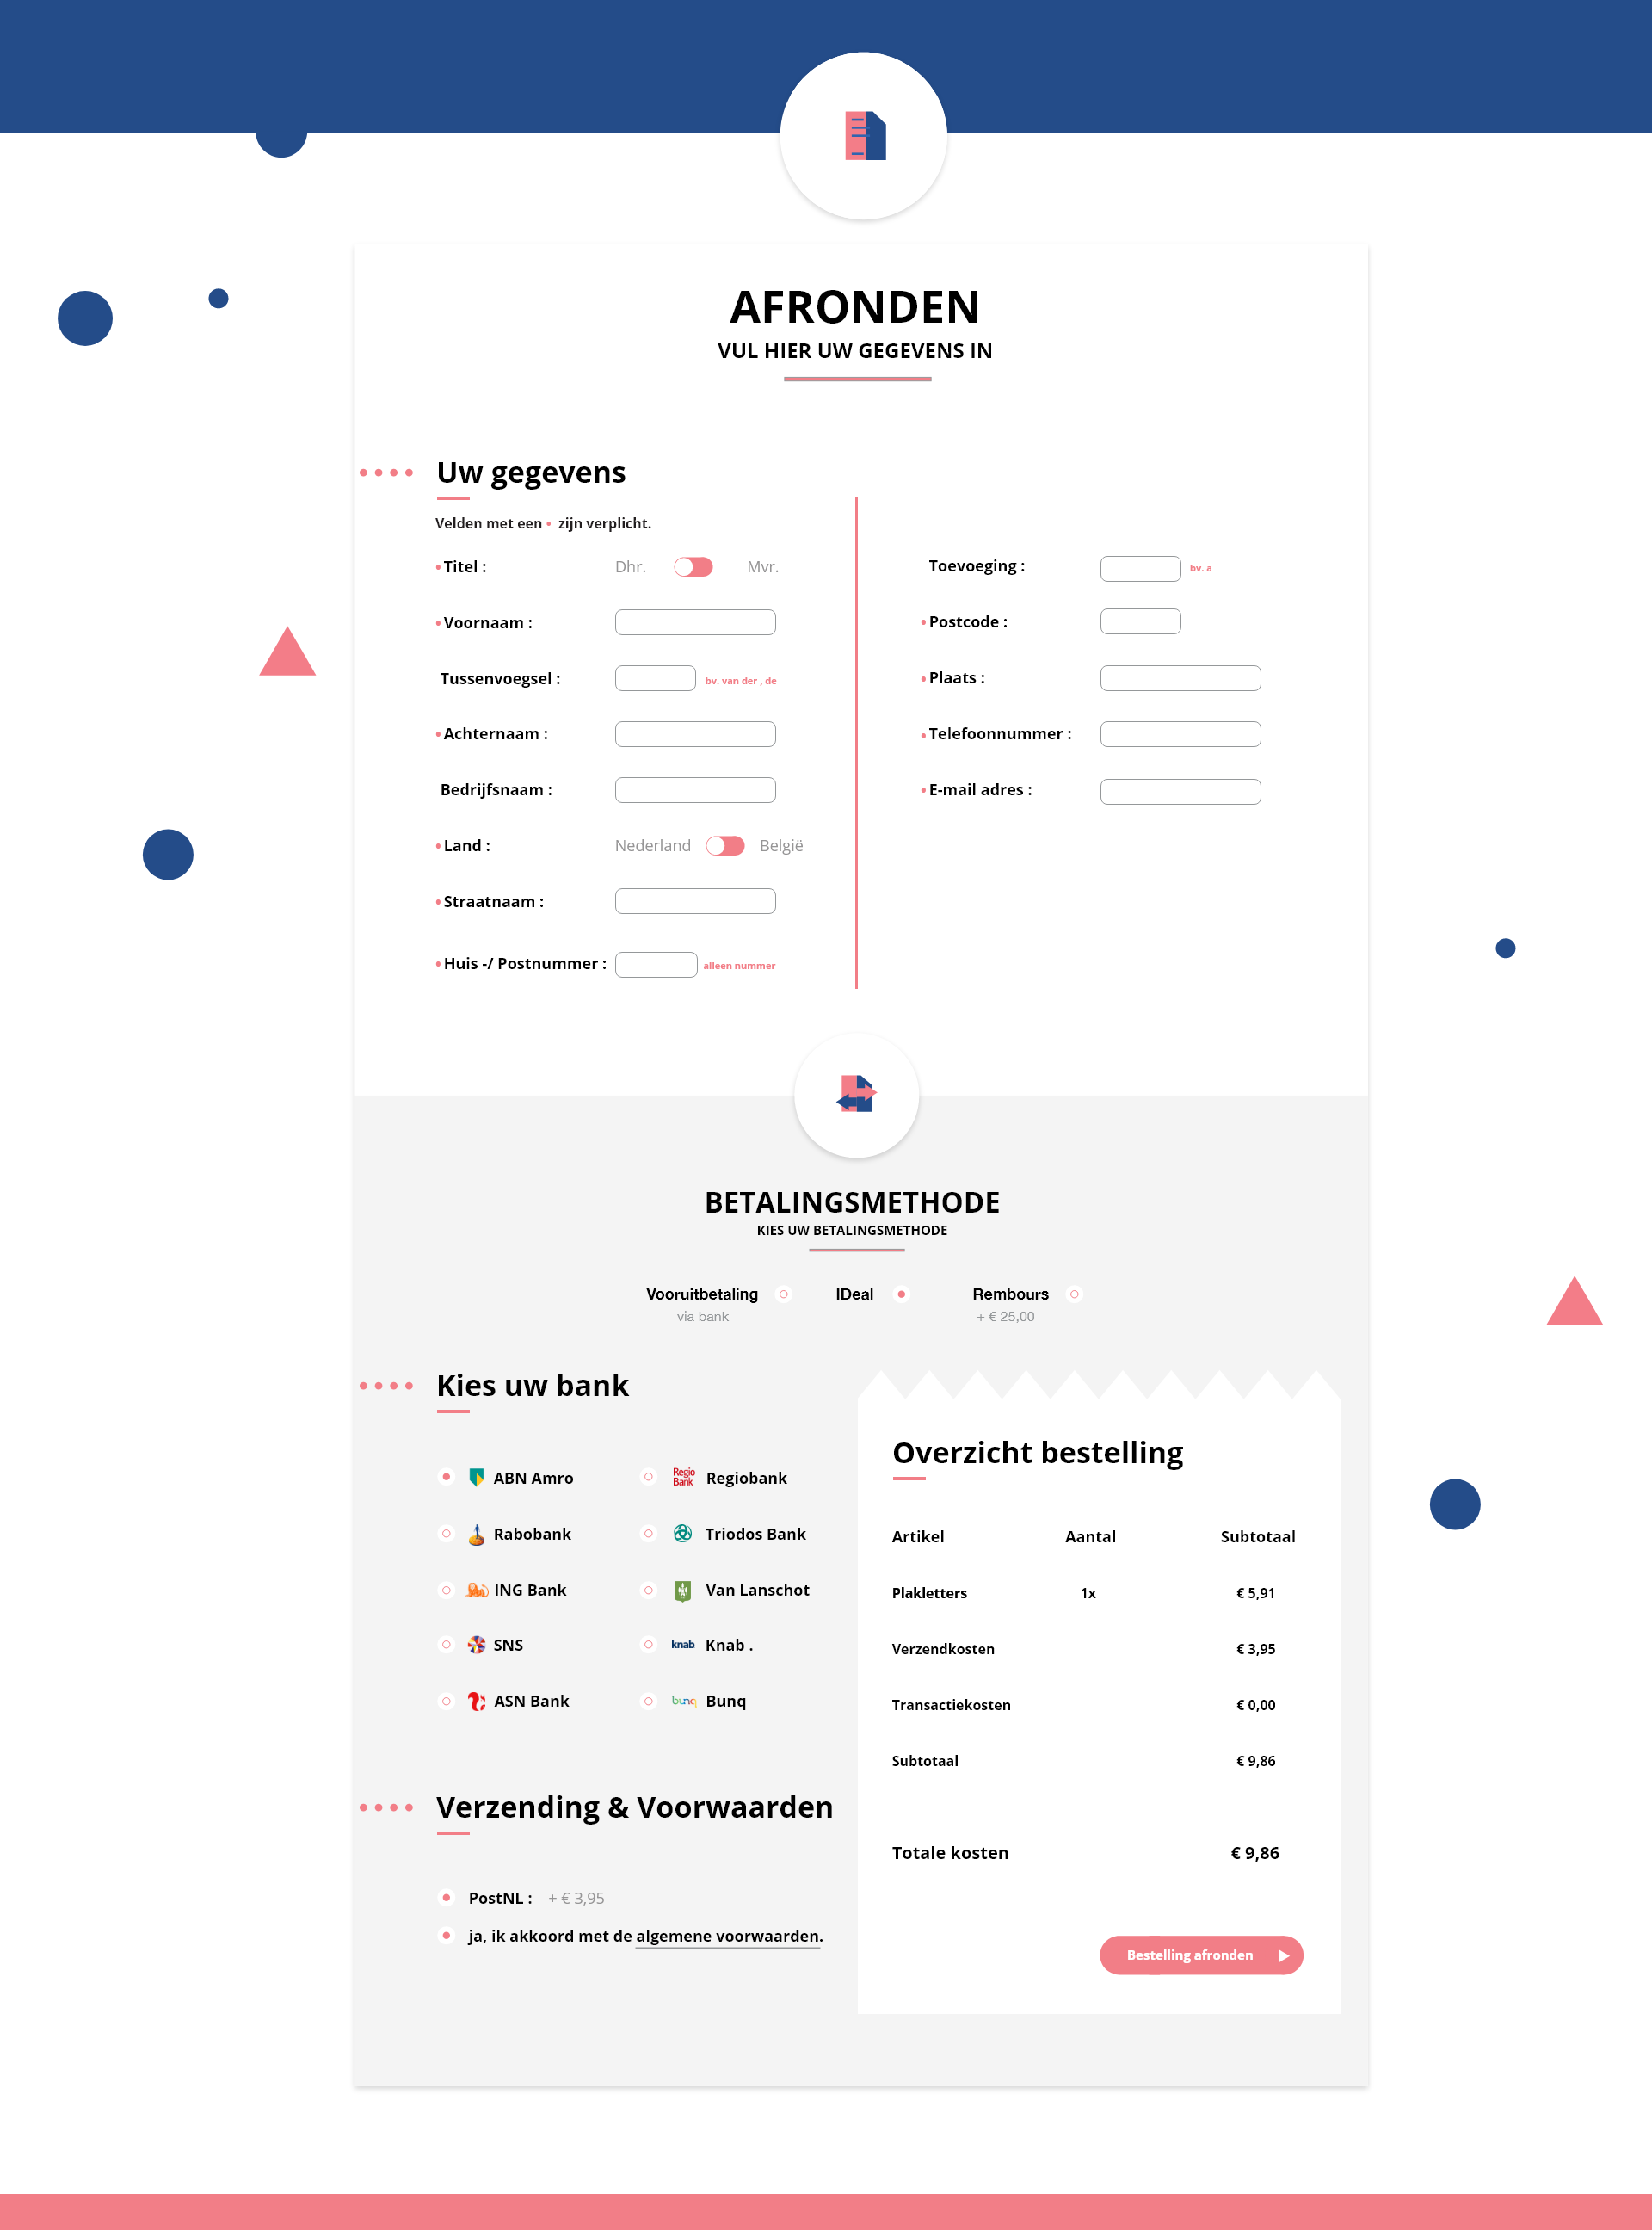 AFRONDEN
VUL HIER UW GEGEVENS IN
Uw gegevens
Velden met een • zijn verplicht.
• Titel : Dhr. Mvr.
• Voornaam :
Tussenvoegsel : bv. van der , de
• Achternaam :
Bedrijfsnaam :
• Land : Nederland België
• Straatnaam :
• Huis -/ Postnummer : alleen nummer
Toevoeging : bv. a
• Postcode :
• Plaats :
• Telefoonnummer :
• E-mail adres :
BETALINGSMETHODE
KIES UW BETALINGSMETHODE
Vooruitbetaling IDeal Rembours
via bank + € 25,00
Kies uw bank
ABN Amro
Rabobank
ING Bank
SNS
ASN Bank
Regio
Bank Regiobank
Triodos Bank
Van Lanschot
knab Knab .
bunq Bunq
Verzending & Voorwaarden
PostNL : + € 3,95
ja, ik akkoord met de algemene voorwaarden.
Overzicht bestelling
Artikel Aantal Subtotaal
Plakletters 1x € 5,91
Verzendkosten € 3,95
Transactiekosten € 0,00
Subtotaal € 9,86
Totale kosten € 9,86
Bestelling afronden